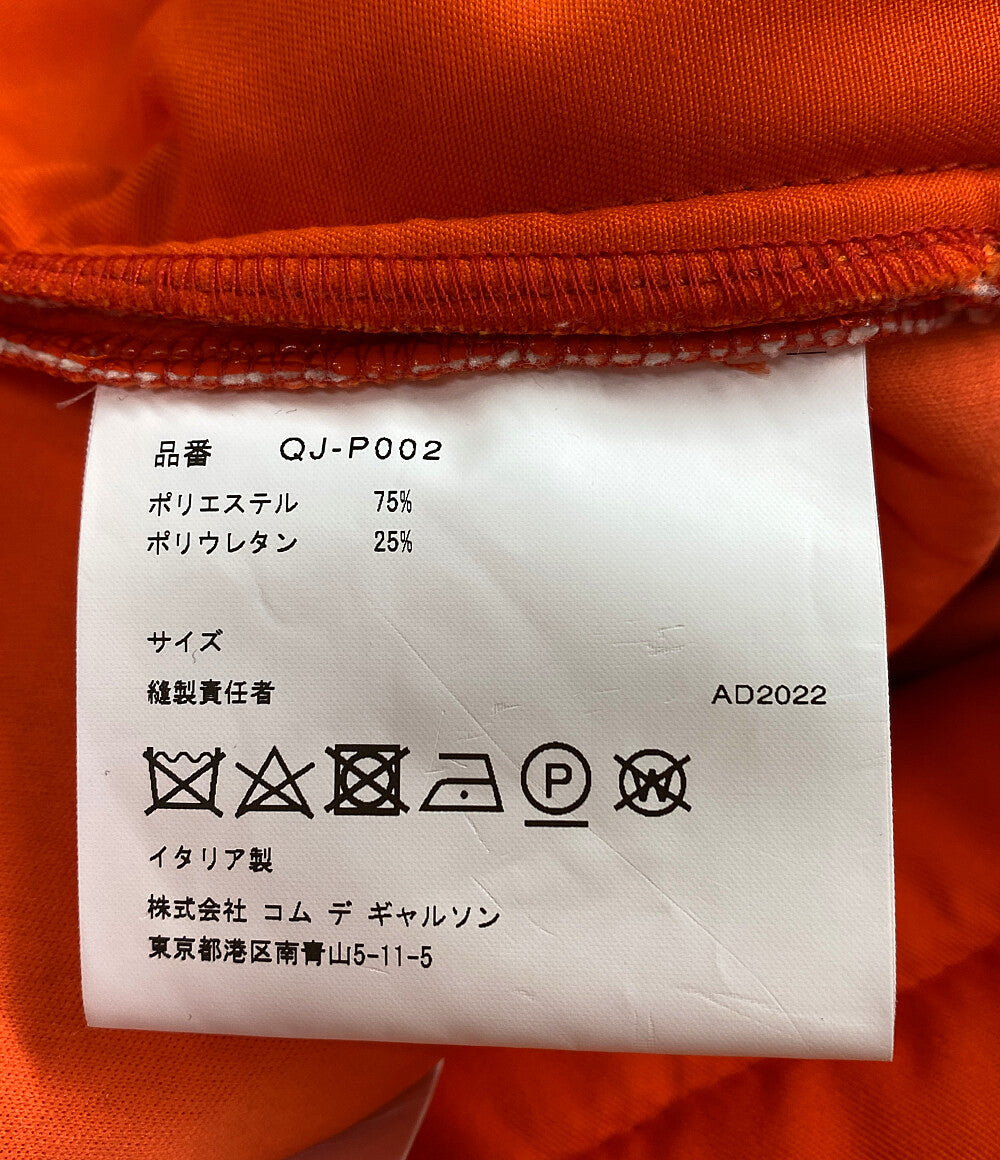 品番 QJ-P002
ポリエステル 75%
ポリウレタン 25%
サイズ
縫製責任者 AD2022
P W
イタリア製
株式会社 コム デ ギャルソン
東京都港区南青山5-11-5